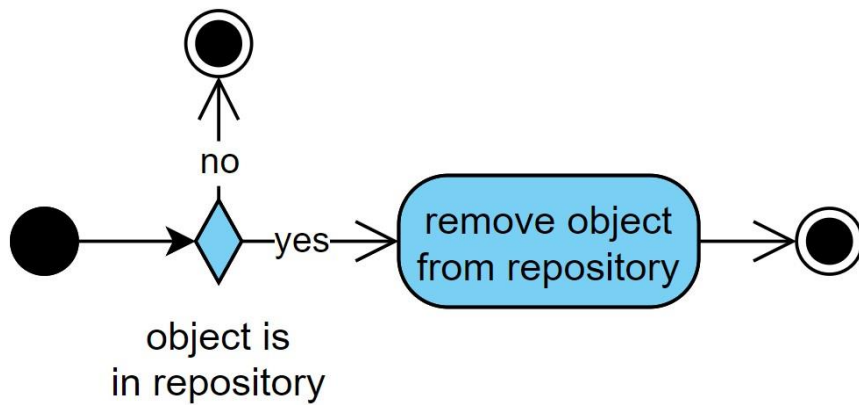 no
yes
remove object
from repository
object is
in repository